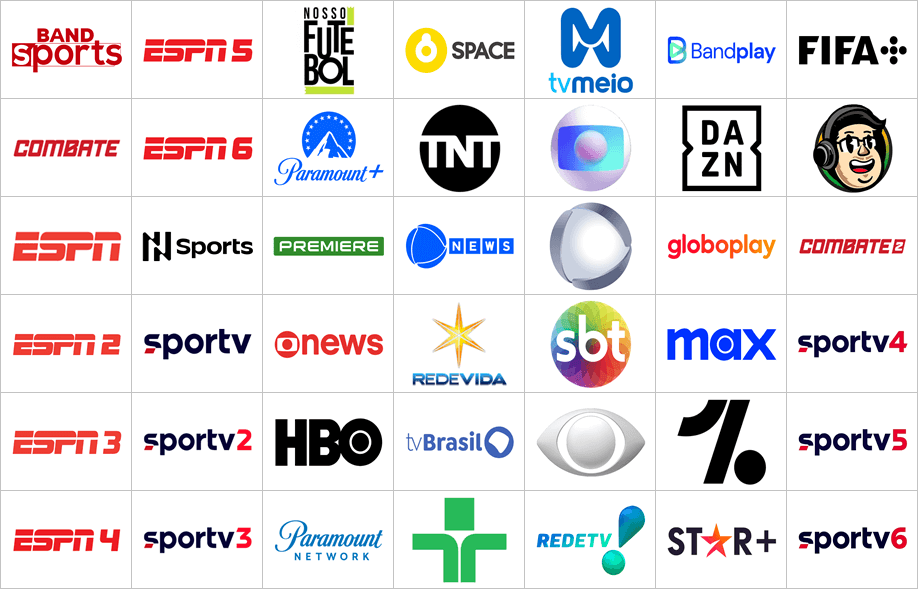 BAND
sports
ESPN 5
NOSSO
FUTE
BOL
SPACE
tvmeio
Bandplay
FIFA+
COMBATE
ESPN 6
Paramount+
TNT
DA
ZN
ESPN
N Sports
PREMIERE
NEWS
globoplay
COMBATE 2
ESPN 2
sportv
news
REDEVIDA
sbt
max
sportv4
ESPN 3
sportv2
HBO
tvBrasil
1
sportv5
ESPN 4
sportv3
Paramount
NETWORK
REDETV!
STAR+
sportv6